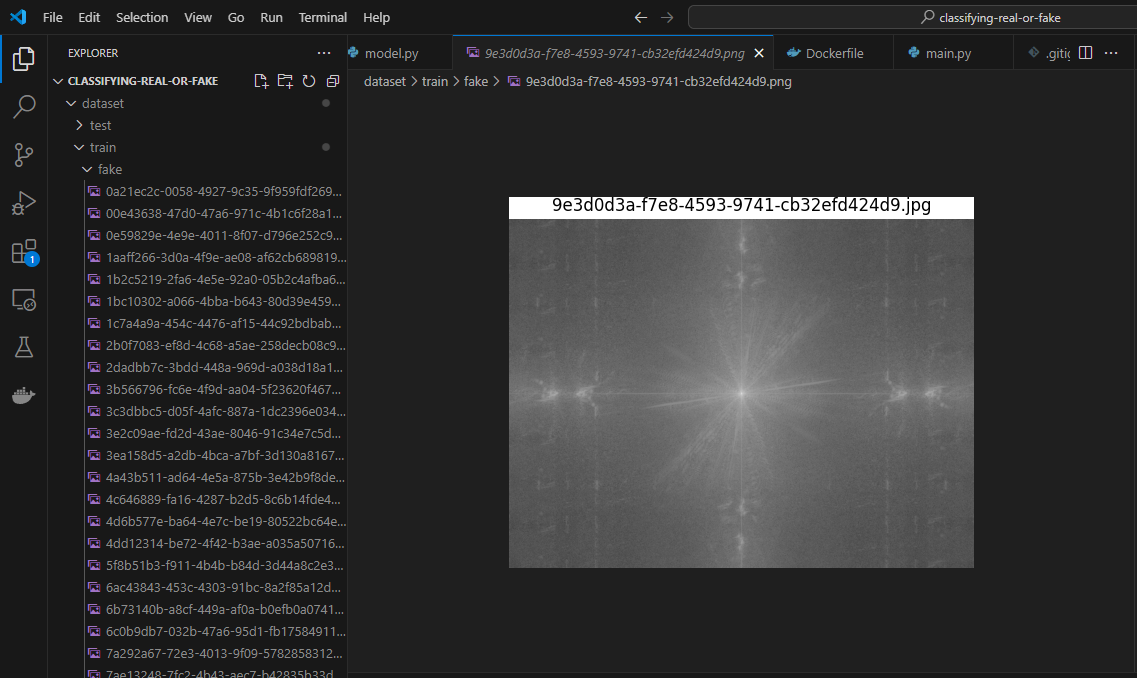 File Edit Selection View Go Run Terminal Help
classifying-real-or-fake
EXPLORER
model.py
9e3d0d3a-f7e8-4593-9741-cb32efd424d9.png
Dockerfile
main.py
.gitig
CLASSIFYING-REAL-OR-FAKE
dataset > train > fake > 9e3d0d3a-f7e8-4593-9741-cb32efd424d9.png
dataset
test
train
fake
0a21ec2c-0058-4927-9c35-9f959fdf269...
00e43638-47d0-47a6-971c-4b1c6f28a1...
0e59829e-4e9e-4011-8f07-d796e252c9...
1aaff266-3d0a-4f9e-ae08-af62cb689819...
1b2c5219-2fa6-4e5e-92a0-05b2c4afba6...
1bc10302-a066-4bba-b643-80d39e459...
1c7a4a9a-454c-4476-af15-44c92bdbab...
2b0f7083-ef8d-4c68-a5ae-258decb08c9...
2dadbb7c-3bdd-448a-969d-a038d18a1...
3b566796-fc6e-4f9d-aa04-5f23620f467...
3c3dbbc5-d05f-4afc-887a-1dc2396e034...
3e2c09ae-fd2d-43ae-8046-91c34e7c5d...
3ea158d5-a2db-4bca-a7bf-3d130a8167...
4a43b511-ad64-4e5a-875b-3e42b9f8de...
4c646889-fa16-4287-b2d5-8c6b14fde4...
4d6b577e-ba64-4e7c-be19-80522bc64e...
4dd12314-be72-4f42-b3ae-a035a50716...
5f8b51b3-f911-4b4b-b84d-3d44a8c2e3...
6ac43843-453c-4303-91bc-8a2f85a12d...
6b73140b-a8cf-449a-af0a-b0efb0a0741...
6c0b9db7-032b-47a6-95d1-fb17584911...
7a292a67-72e3-4013-9f09-5782858312...
7ae13248-7fc2-4b43-aec7-b42835b33d...
1
9e3d0d3a-f7e8-4593-9741-cb32efd424d9.jpg